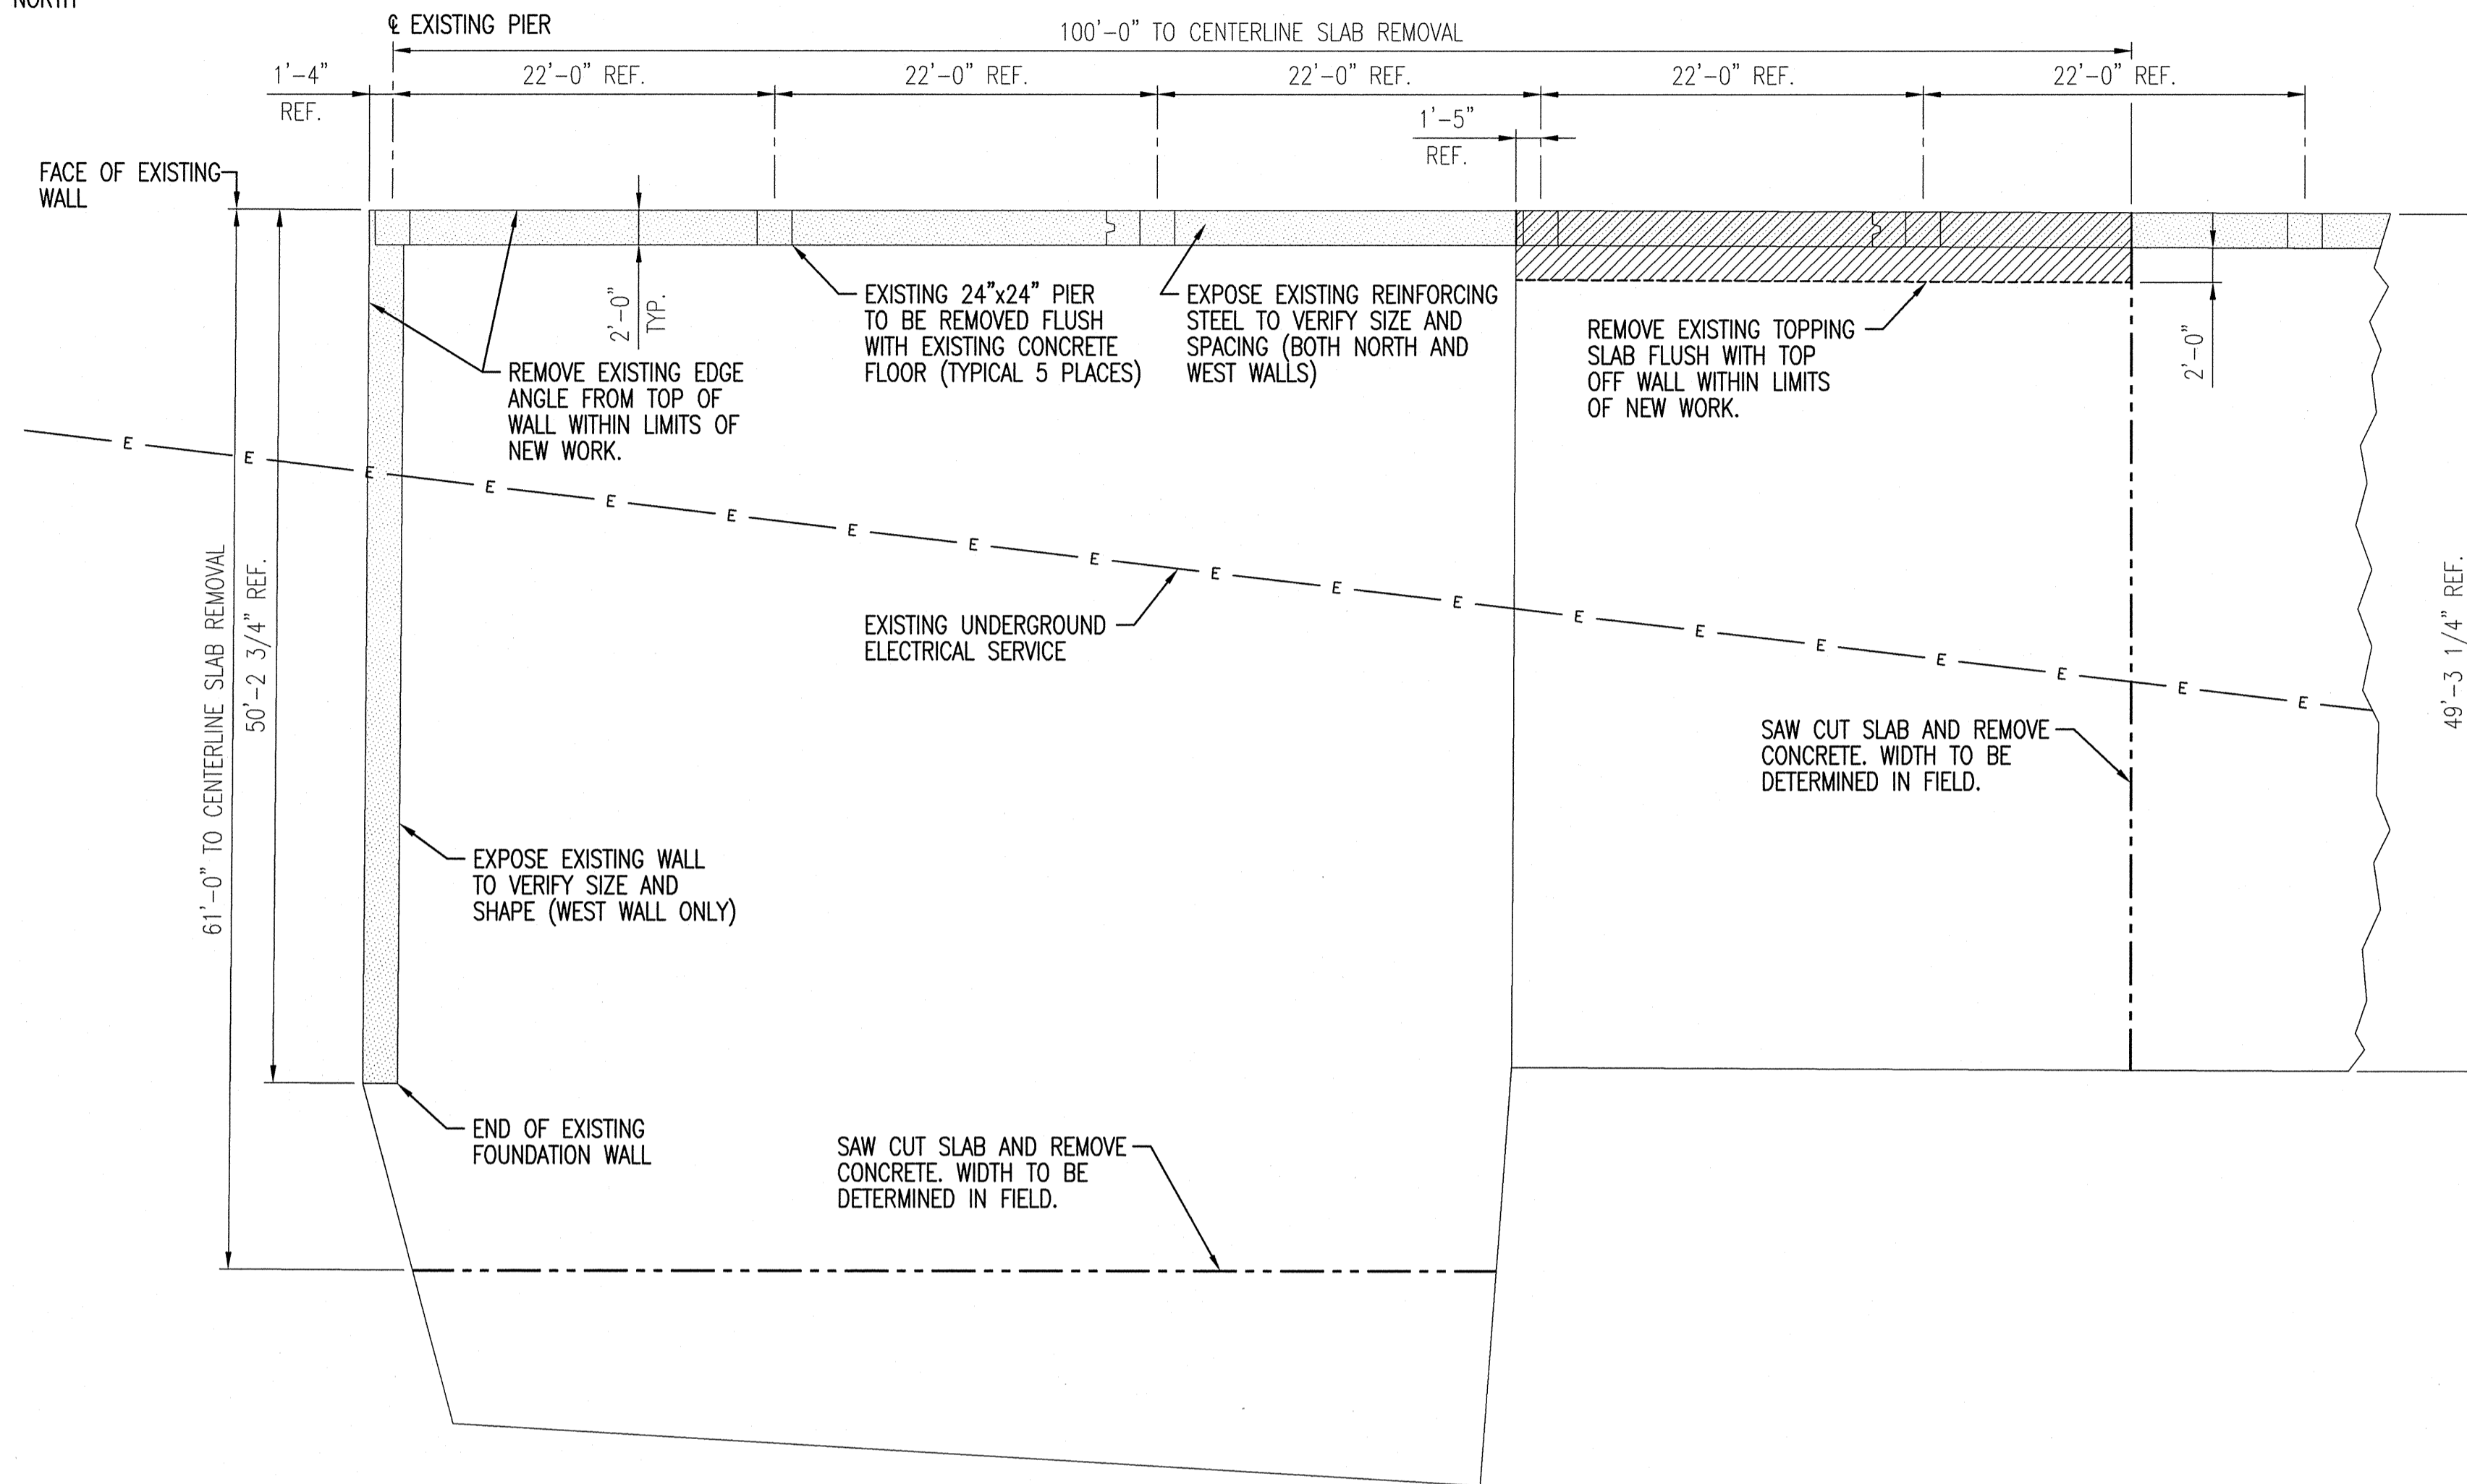 NORTH
℄ EXISTING PIER
100'-0" TO CENTERLINE SLAB REMOVAL
1'-4"
REF.
22'-0" REF.
22'-0" REF.
22'-0" REF.
22'-0" REF.
22'-0" REF.
1'-5"
REF.
FACE OF EXISTING
WALL
2'-0"
TYP.
EXISTING 24"x24" PIER
TO BE REMOVED FLUSH
WITH EXISTING CONCRETE
FLOOR (TYPICAL 5 PLACES)
EXPOSE EXISTING REINFORCING
STEEL TO VERIFY SIZE AND
SPACING (BOTH NORTH AND
WEST WALLS)
REMOVE EXISTING TOPPING
SLAB FLUSH WITH TOP
OFF WALL WITHIN LIMITS
OF NEW WORK.
2'-0"
REMOVE EXISTING EDGE
ANGLE FROM TOP OF
WALL WITHIN LIMITS OF
NEW WORK.
E E E E E E E E E E E E E E E E E E E
61'-0" TO CENTERLINE SLAB REMOVAL
50'-2 3/4" REF.
49'-3 1/4" REF.
EXISTING UNDERGROUND
ELECTRICAL SERVICE
SAW CUT SLAB AND REMOVE
CONCRETE. WIDTH TO BE
DETERMINED IN FIELD.
EXPOSE EXISTING WALL
TO VERIFY SIZE AND
SHAPE (WEST WALL ONLY)
END OF EXISTING
FOUNDATION WALL
SAW CUT SLAB AND REMOVE
CONCRETE. WIDTH TO BE
DETERMINED IN FIELD.